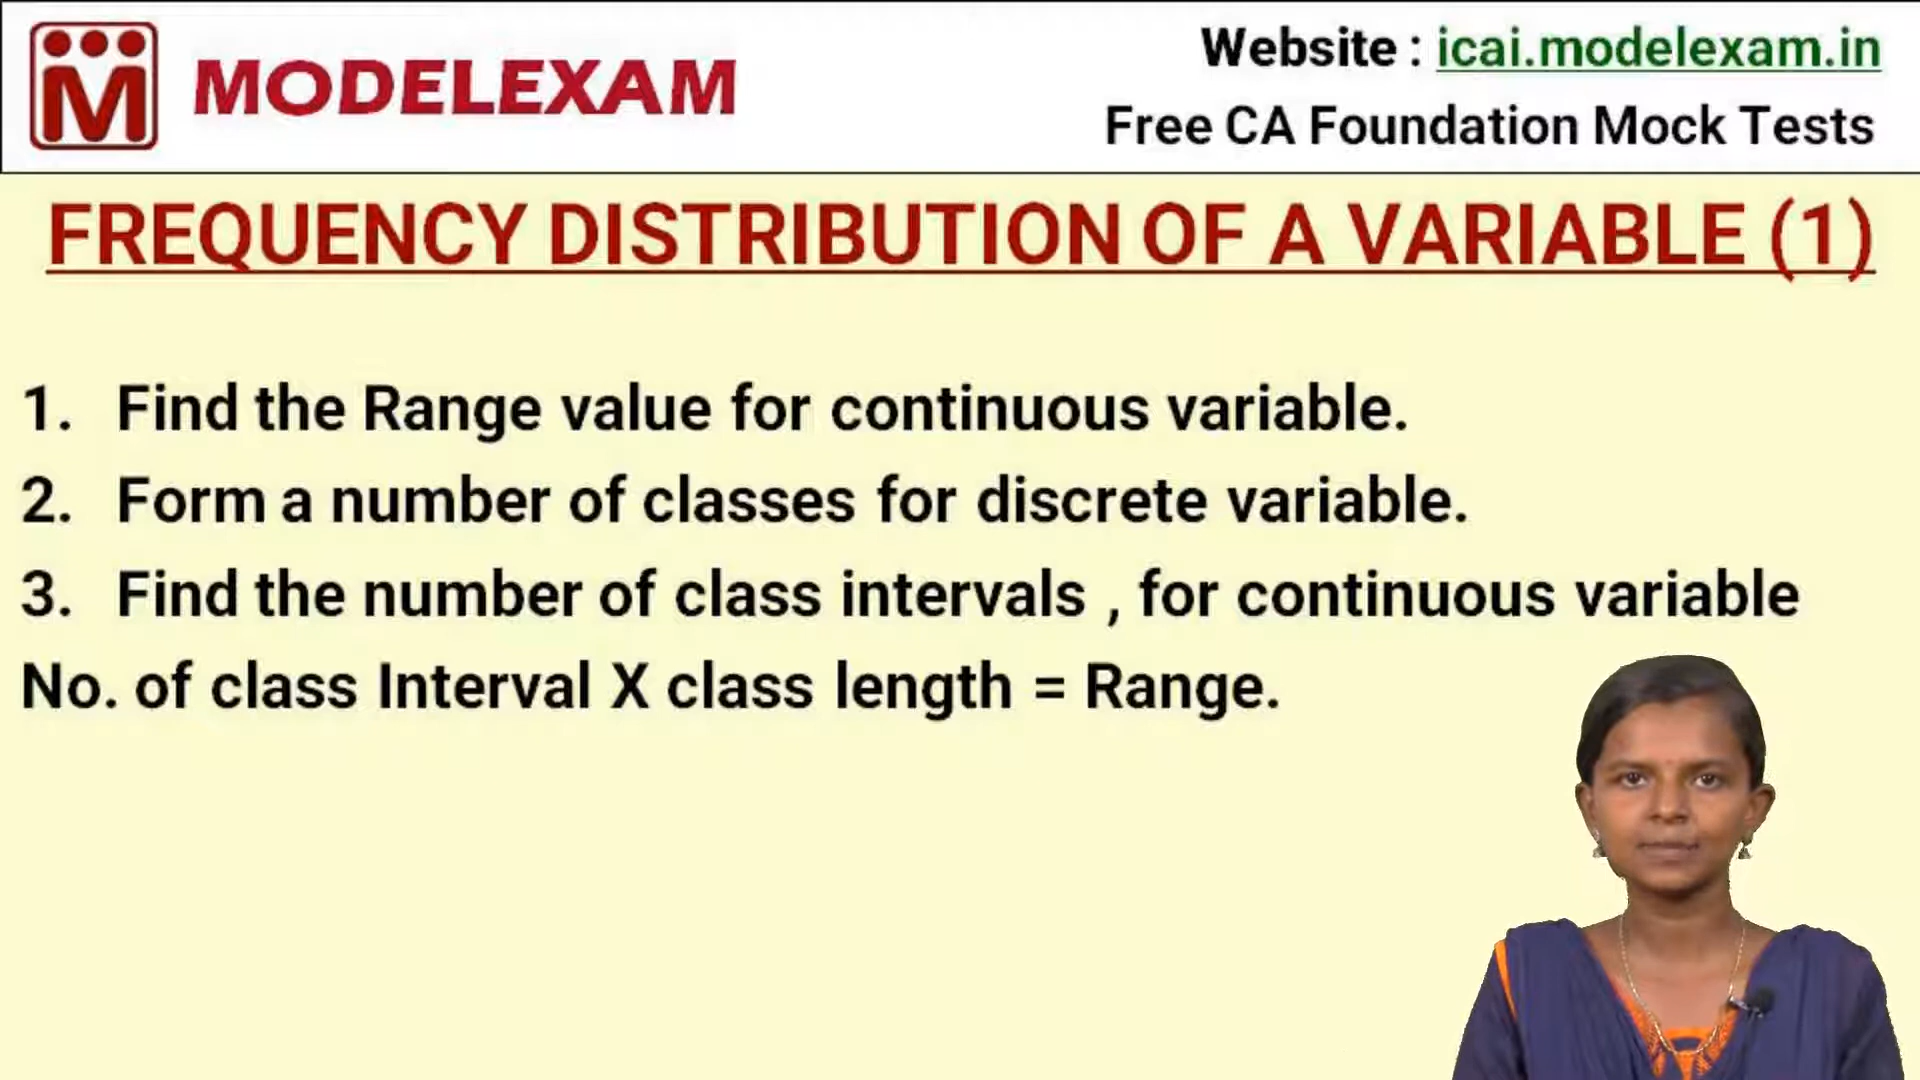 MODELEXAM
Website : icai.modelexam.in
Free CA Foundation Mock Tests
FREQUENCY DISTRIBUTION OF A VARIABLE (1)
1. Find the Range value for continuous variable.
2. Form a number of classes for discrete variable.
3. Find the number of class intervals , for continuous variable
No. of class Interval X class length = Range.